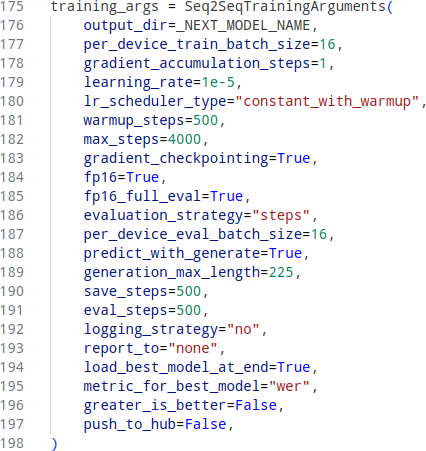 175 training_args = Seq2SeqTrainingArguments(
176 output_dir=_NEXT_MODEL_NAME,
177 per_device_train_batch_size=16,
178 gradient_accumulation_steps=1,
179 learning_rate=1e-5,
180 lr_scheduler_type="constant_with_warmup",
181 warmup_steps=500,
182 max_steps=4000,
183 gradient_checkpointing=True,
184 fp16=True,
185 fp16_full_eval=True,
186 evaluation_strategy="steps",
187 per_device_eval_batch_size=16,
188 predict_with_generate=True,
189 generation_max_length=225,
190 save_steps=500,
191 eval_steps=500,
192 logging_strategy="no",
193 report_to="none",
194 load_best_model_at_end=True,
195 metric_for_best_model="wer",
196 greater_is_better=False,
197 push_to_hub=False,
198 )